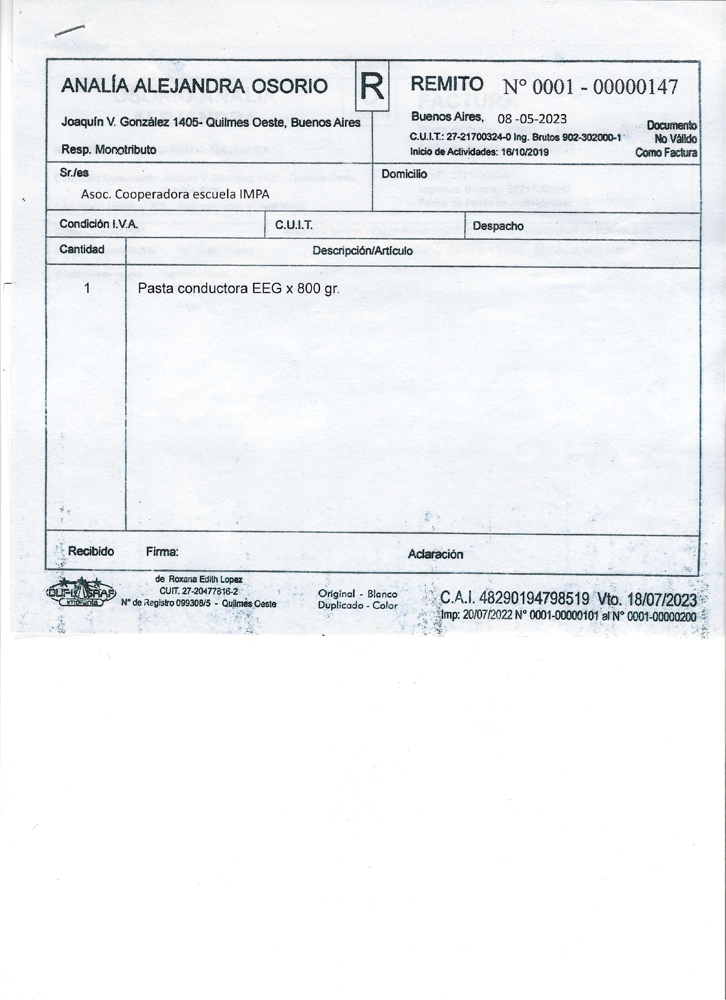 ANALÍA ALEJANDRA OSORIO
Joaquín V. González 1405- Quilmes Oeste, Buenos Aires
Resp. Monotributo
R
REMITO N° 0001 - 00000147
Buenos Aires, 08 -05-2023
C.U.I.T.: 27-21700324-0 Ing. Brutos 902-302000-1
Inicio de Actividades: 16/10/2019
Documento
No Válido
Como Factura
Sr./es
Asoc. Cooperadora escuela IMPA
Domicilio
Condición I.V.A.
C.U.I.T.
Despacho
Cantidad
Descripción/Artículo
1 Pasta conductora EEG x 800 gr.
Recibido Firma: Aclaración
DUPLIGRAF
imprenta
de Roxana Edith Lopez
CUIT. 27-20477816-2
N° de Registro 099308/5 - Quilmes Oeste
Original - Blanco
Duplicado - Color
C.A.I. 48290194798519 Vto. 18/07/2023
Imp: 20/07/2022 N° 0001-00000101 al N° 0001-00000200